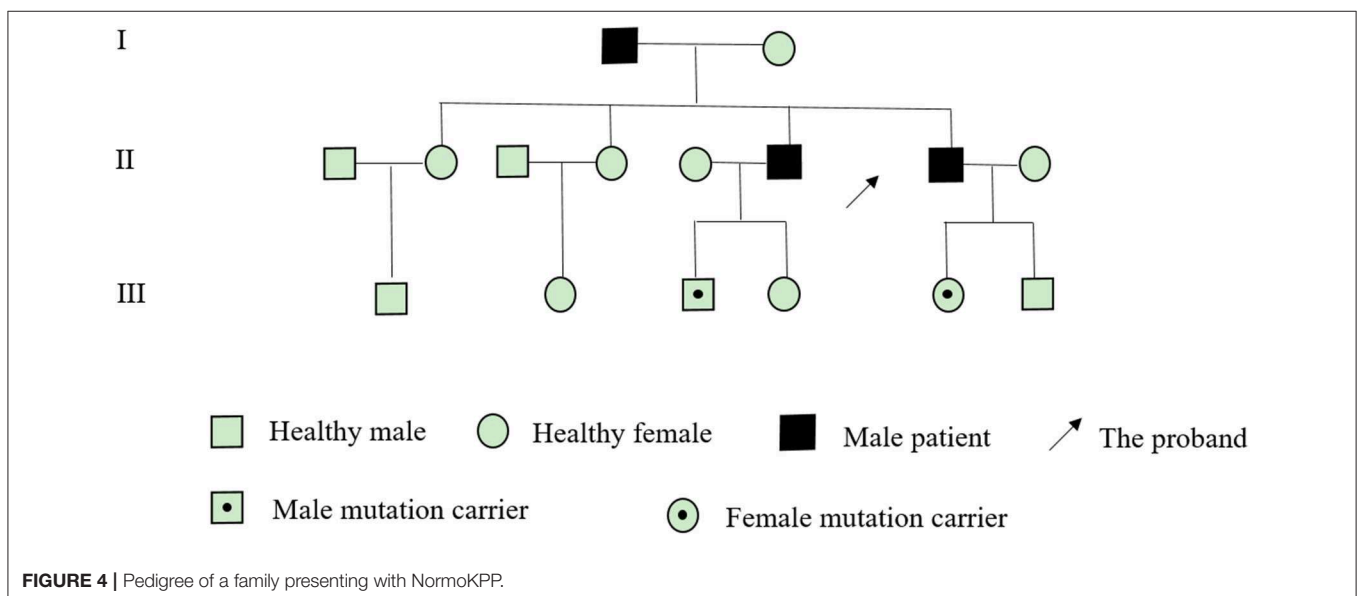 I
II
III
Healthy male Healthy female Male patient The proband
Male mutation carrier Female mutation carrier
FIGURE 4 | Pedigree of a family presenting with NormoKPP.